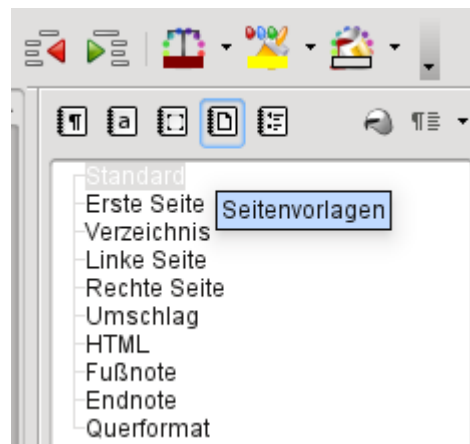 Standard
Erste Seite
Seitenvorlagen
Verzeichnis
Linke Seite
Rechte Seite
Umschlag
HTML
Fußnote
Endnote
Querformat